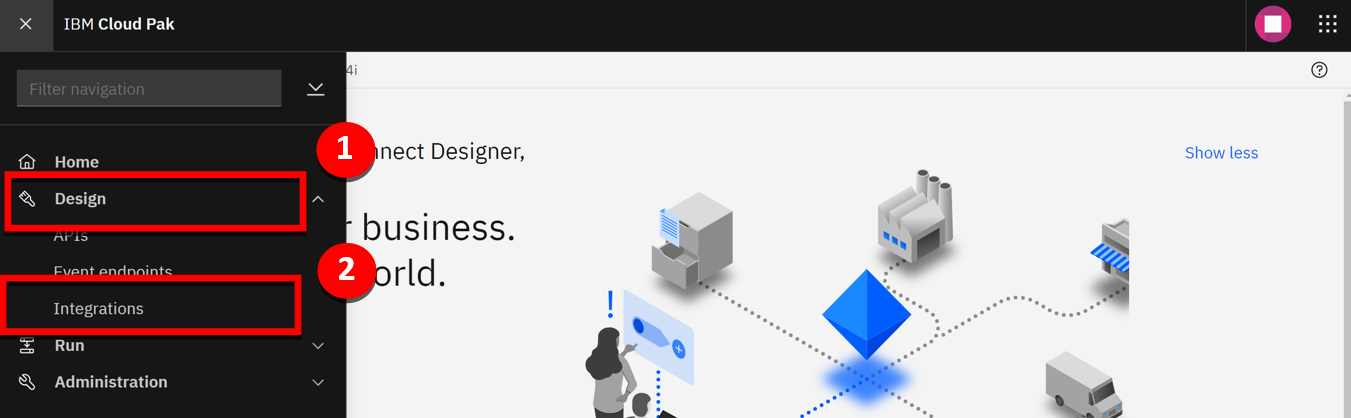 IBM Cloud Pak
Filter navigation
4i
Home
1
nnect Designer,
Show less
Design
APIs
r business.
Event endpoints
2
orld.
Integrations
Run
Administration